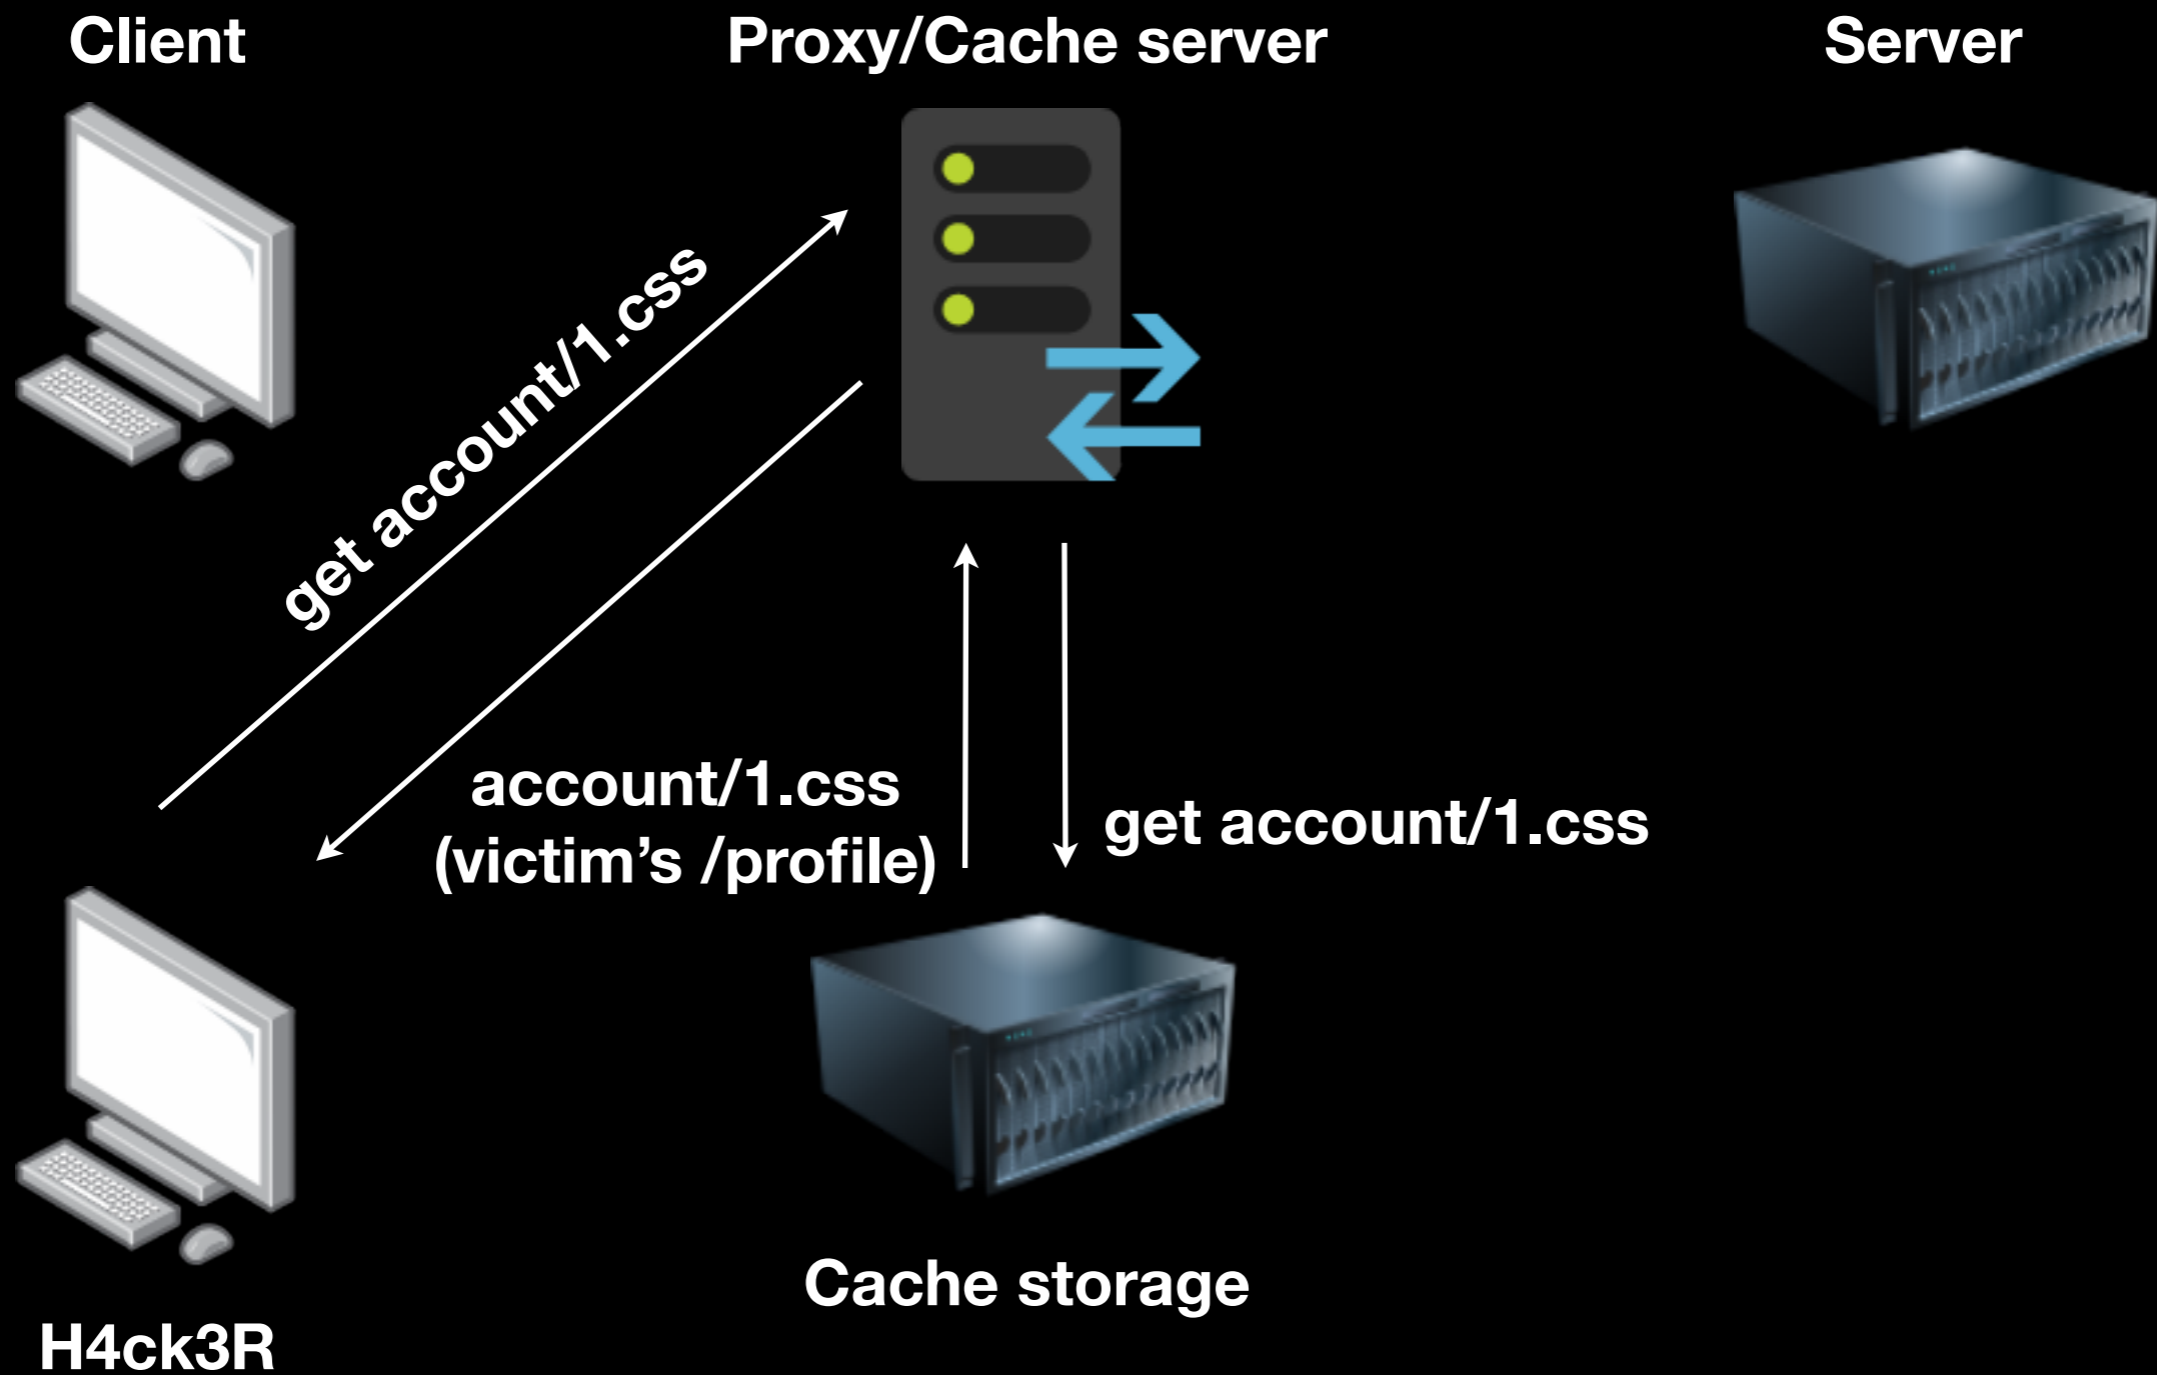 Client
Proxy/Cache server
Server
get account/1.css
account/1.css
(victim’s /profile)
get account/1.css
Cache storage
H4ck3R